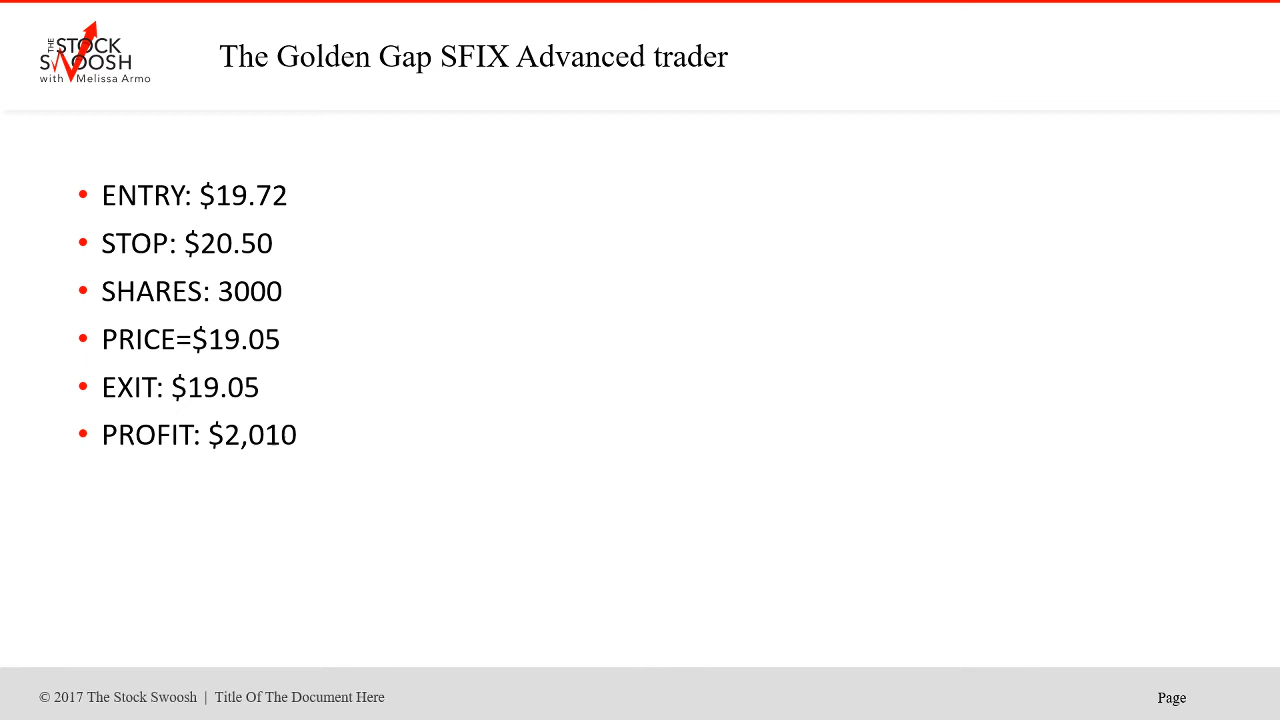 THE STOCK
SWOOSH
with Melissa Armo
The Golden Gap SFIX Advanced trader
• ENTRY: $19.72
• STOP: $20.50
• SHARES: 3000
• PRICE=$19.05
• EXIT: $19.05
• PROFIT: $2,010
© 2017 The Stock Swoosh | Title Of The Document Here
Page